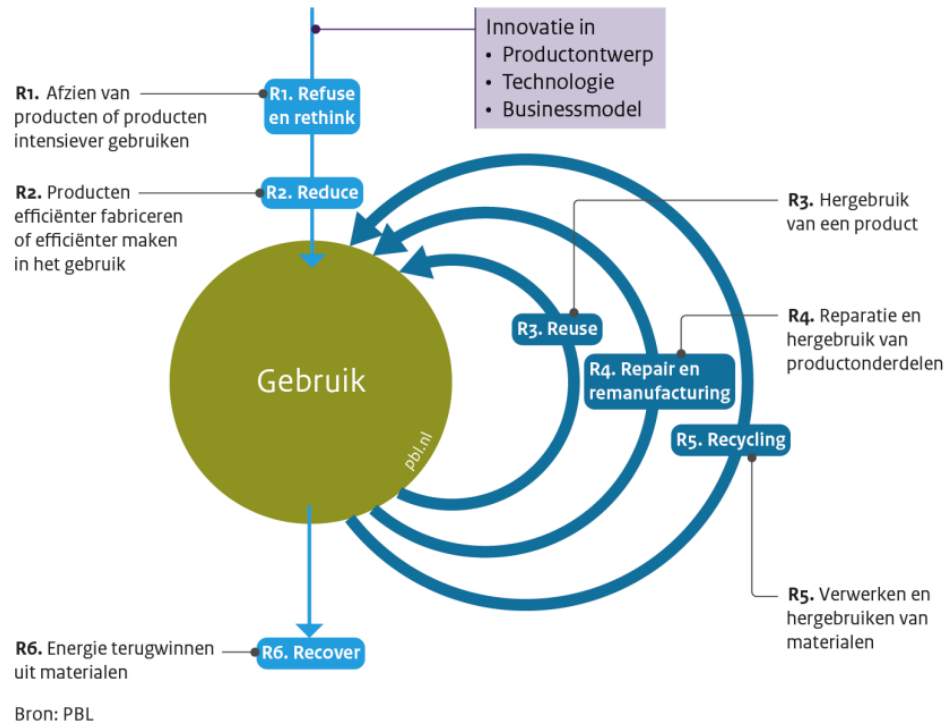 Innovatie in
• Productontwerp
• Technologie
• Businessmodel
R1. Afzien van
producten of producten
intensiever gebruiken
R1. Refuse
en rethink
R2. Producten
efficiënter fabriceren
of efficiënter maken
in het gebruik
R2. Reduce
R3. Hergebruik
van een product
R3. Reuse
R4. Reparatie en
hergebruik van
productonderdelen
R4. Repair en
remanufacturing
Gebruik
pbl.nl
R5. Recycling
R5. Verwerken en
hergebruiken van
materialen
R6. Energie terugwinnen
uit materialen
R6. Recover
Bron: PBL